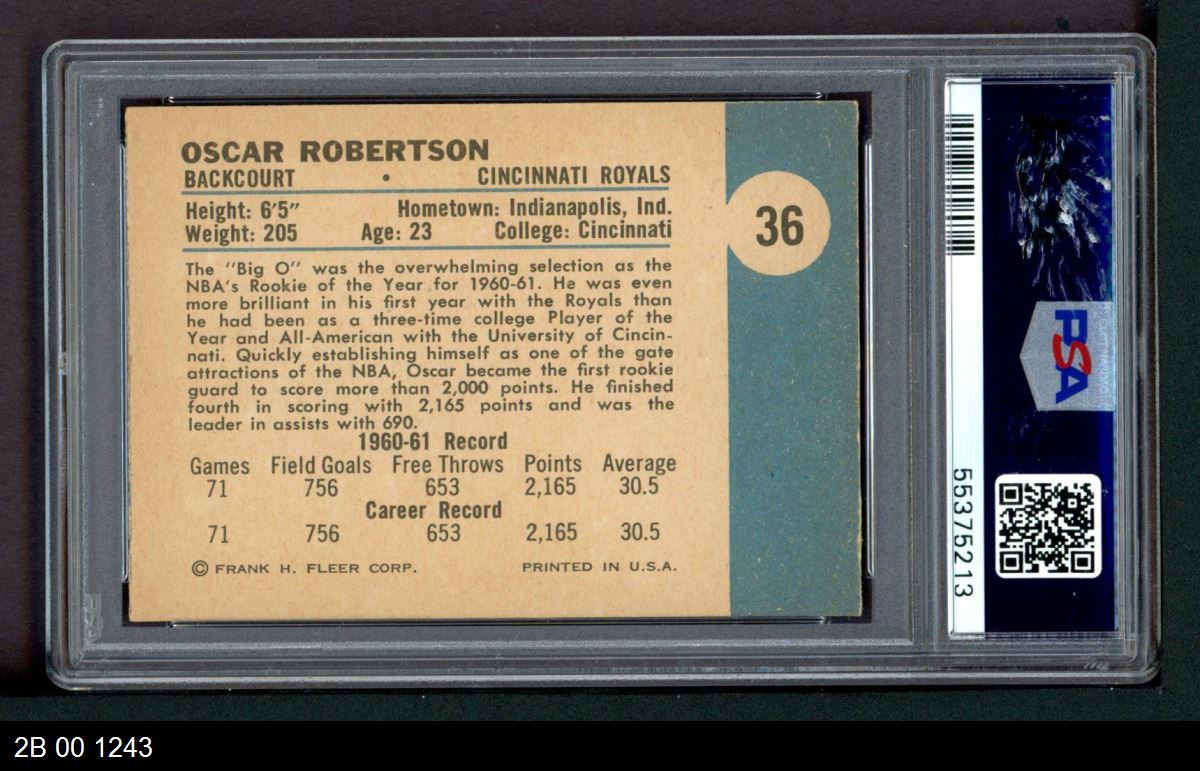 OSCAR ROBERTSON
BACKCOURT • CINCINNATI ROYALS
Height: 6'5" Hometown: Indianapolis, Ind.
Weight: 205 Age: 23 College: Cincinnati
36
The "Big O" was the overwhelming selection as the
NBA's Rookie of the Year for 1960-61. He was even
more brilliant in his first year with the Royals than
he had been as a three-time college Player of the
Year and All-American with the University of Cincin-
nati. Quickly establishing himself as one of the gate
attractions of the NBA, Oscar became the first rookie
guard to score more than 2,000 points. He finished
fourth in scoring with 2,165 points and was the
leader in assists with 690.
1960-61 Record
Games Field Goals Free Throws Points Average
71 756 653 2,165 30.5
Career Record
71 756 653 2,165 30.5
© FRANK H. FLEER CORP. PRINTED IN U.S.A.
PSA
55375213
2B 00 1243